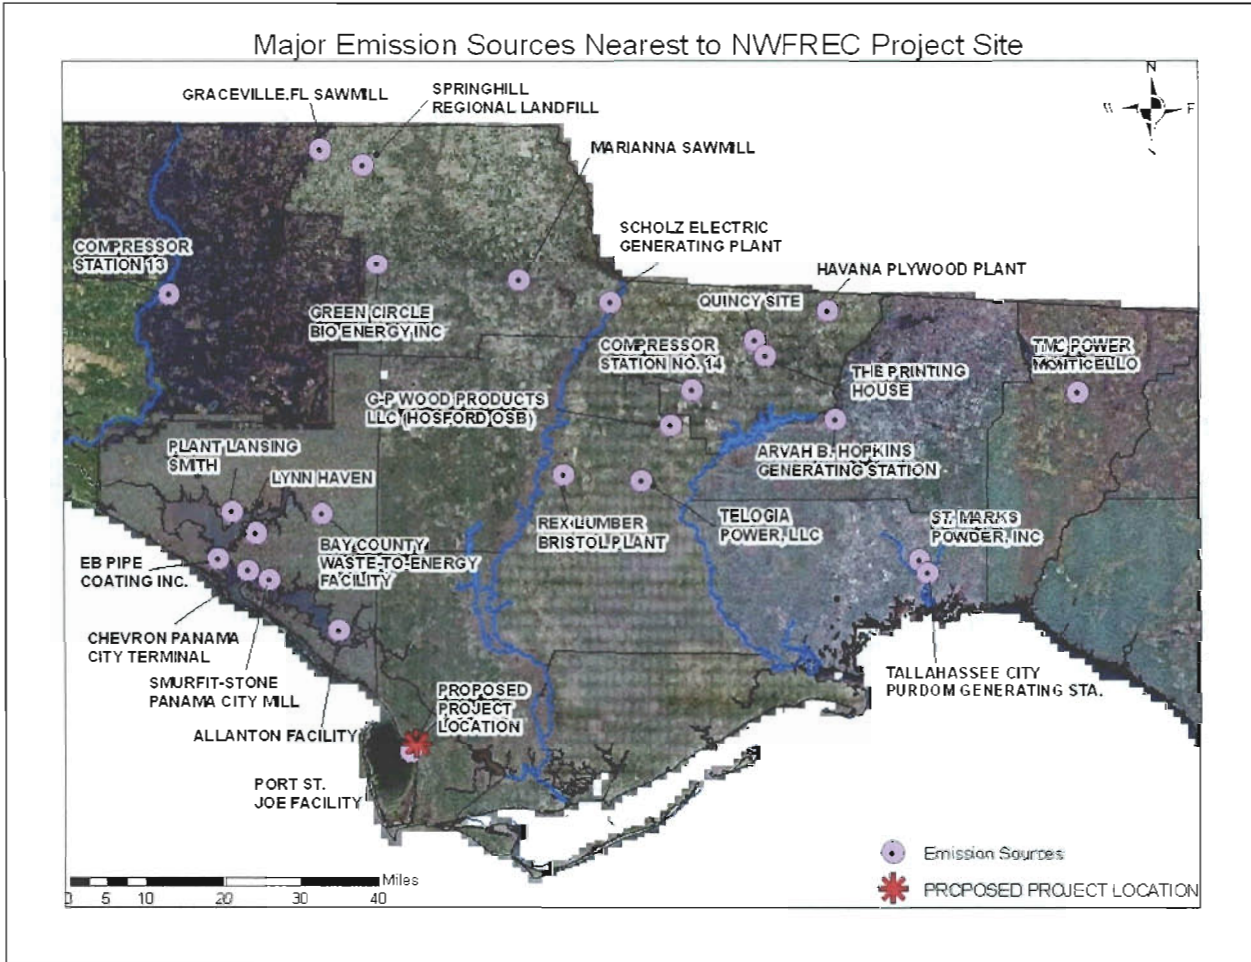 Major Emission Sources Nearest to NWFREC Project Site
N
W
E
GRACEVILLE.FL SAWMILL
SPRINGHILL
REGIONAL LANDFILL
MARIANNA SAWMILL
SCHOLZ ELECTRIC
GENERATING PLANT
COMPRESSOR
STATION 13
HAVANA PLYWOOD PLANT
QUINCY SITE
GREEN CIRCLE
BIO ENERGY INC
COMPRESSOR
STATION NO. 14
TMC POWER
MONTICELLO
THE PRINTING
HOUSE
G-P WOOD PRODUCTS
LLC (HOSFORD OSB)
PLANT LANSING
SMITH
ARVAH B. HOPKINS
GENERATING STATION
LYNN HAVEN
REX LUMBER
BRISTOL PLANT
TELOGIA
POWER, LLC
ST. MARKS
POWDER, INC
BAY COUNTY
WASTE-TO-ENERGY
FACILITY
EB PIPE
COATING INC.
CHEVRON PANAMA
CITY TERMINAL
SMURFIT-STONE
PANAMA CITY MILL
TALLAHASSEE CITY
PURDOM GENERATING STA.
PROPOSED
PROJECT
LOCATION
ALLANTON FACILITY
PORT ST.
JOE FACILITY
Emission Sources
PROPOSED PROJECT LOCATION
Miles
0 5 10 20 30 40